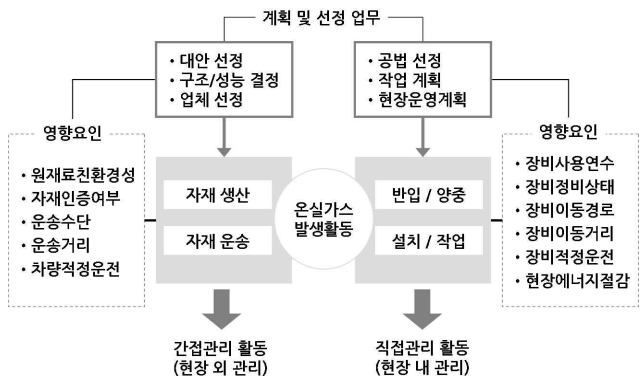 계획 및 선정 업무
• 대안 선정
• 구조/성능 결정
• 업체 선정
• 공법 선정
• 작업 계획
• 현장운영계획
영향요인
• 원재료친환경성
• 자재인증여부
• 운송수단
• 운송거리
• 차량적정운전
자재 생산
자재 운송
온실가스
발생활동
반입 / 양중
설치 / 작업
영향요인
• 장비사용연수
• 장비정비상태
• 장비이동경로
• 장비이동거리
• 장비적정운전
• 현장에너지절감
간접관리 활동
(현장 외 관리)
직접관리 활동
(현장 내 관리)